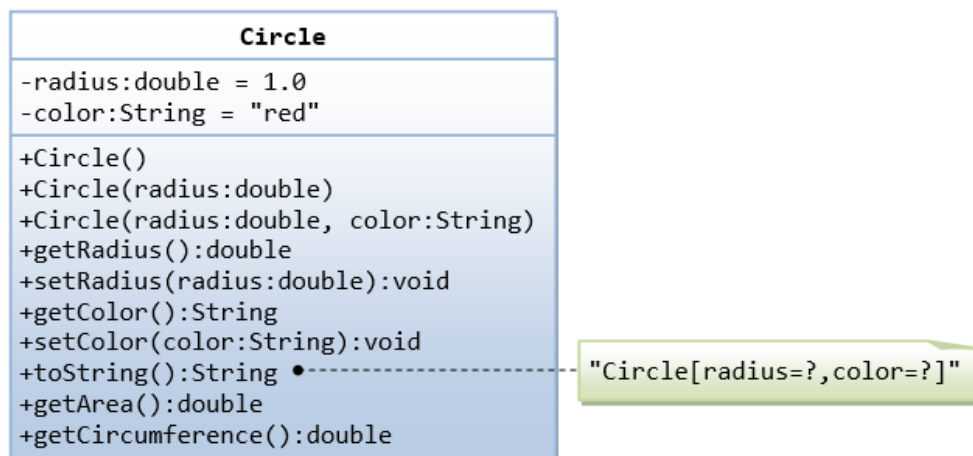 Circle
-radius:double = 1.0
-color:String = "red"
+Circle()
+Circle(radius:double)
+Circle(radius:double, color:String)
+getRadius():double
+setRadius(radius:double):void
+getColor():String
+setColor(color:String):void
+toString():String
"Circle[radius=?,color=?]"
+getArea():double
+getCircumference():double